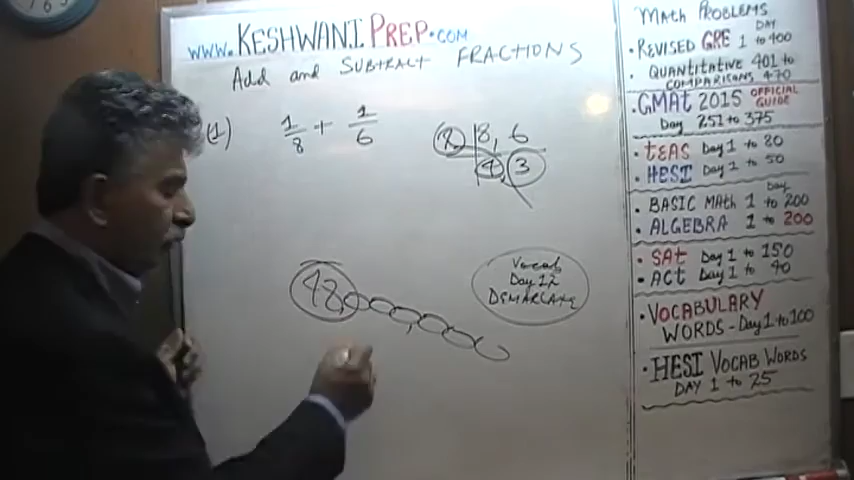 www.KESHWANI PREP.COM
Add and SUBTRACT FRACTIONS
(1) 1/8 + 1/6
2 8, 6
4, 3
48,000,000
Vocab
Day 12
DEMARCATE
MATH PROBLEMS
• REVISED GRE DAY 1 to 400
• QUANTITATIVE 401 to
COMPARISONS 470
• GMAT 2015 OFFICIAL GUIDE
Day 251 to 375
• TEAS Day 1 to 80
• HESI Day 1 to 50
• BASIC MATH Day 1 to 200
• ALGEBRA 1 to 200
• SAT Day 1 to 150
• ACT Day 1 to 40
• VOCABULARY
WORDS - Day 1 to 100
• HESI VOCAB WORDS
DAY 1 to 25